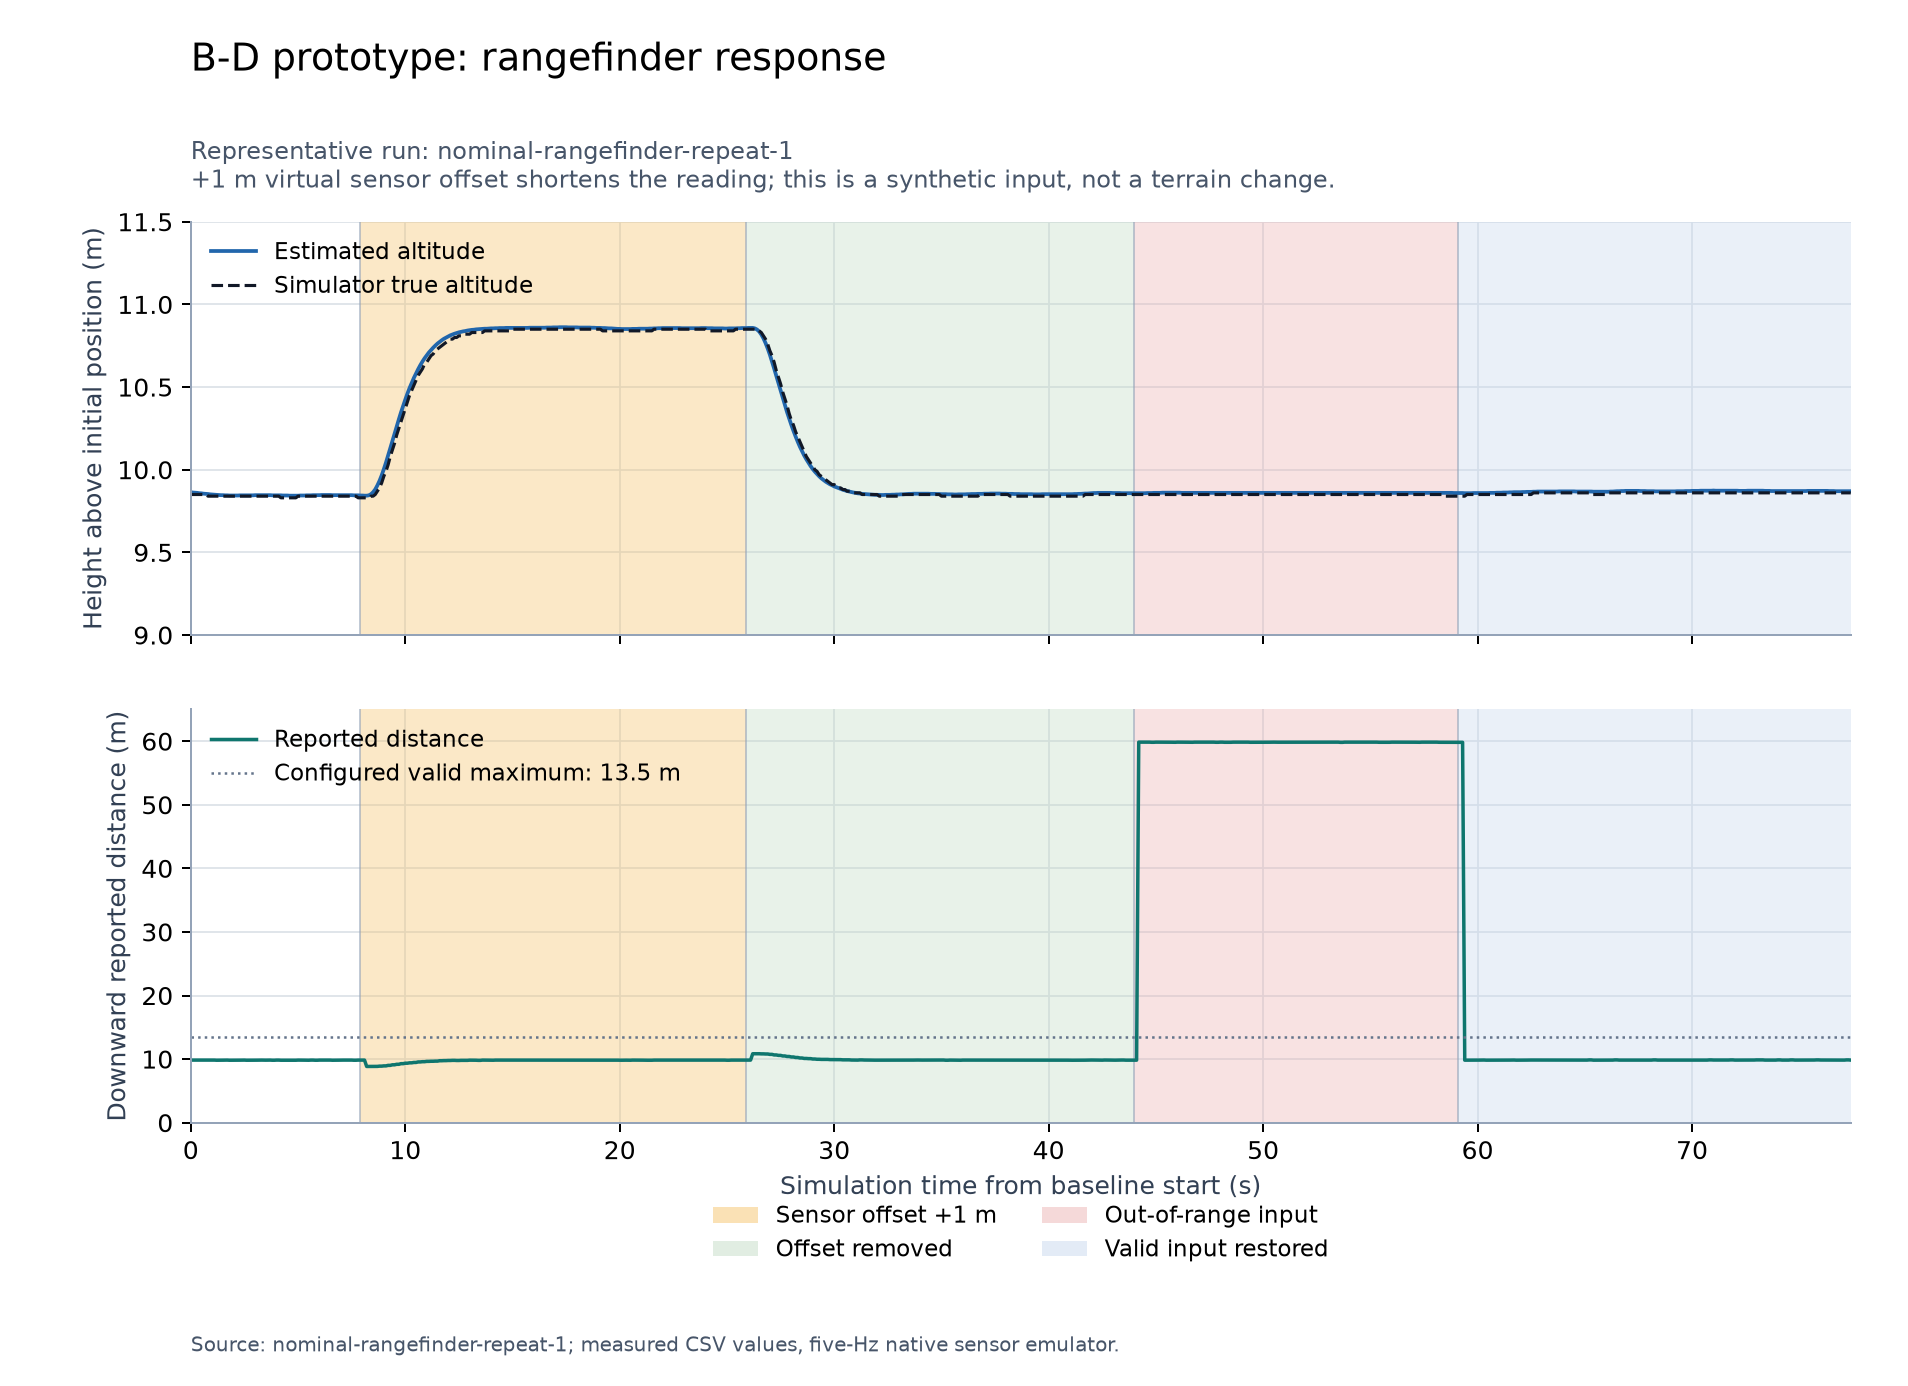 B-D prototype: rangefinder response
Representative run: nominal-rangefinder-repeat-1
+1 m virtual sensor offset shortens the reading; this is a synthetic input, not a terrain change.
Height above initial position (m)
11.5
11.0
10.5
10.0
9.5
9.0
Estimated altitude
Simulator true altitude
Downward reported distance (m)
60
50
40
30
20
10
0
Reported distance
Configured valid maximum: 13.5 m
0 10 20 30 40 50 60 70
Simulation time from baseline start (s)
Sensor offset +1 m
Offset removed
Out-of-range input
Valid input restored
Source: nominal-rangefinder-repeat-1; measured CSV values, five-Hz native sensor emulator.